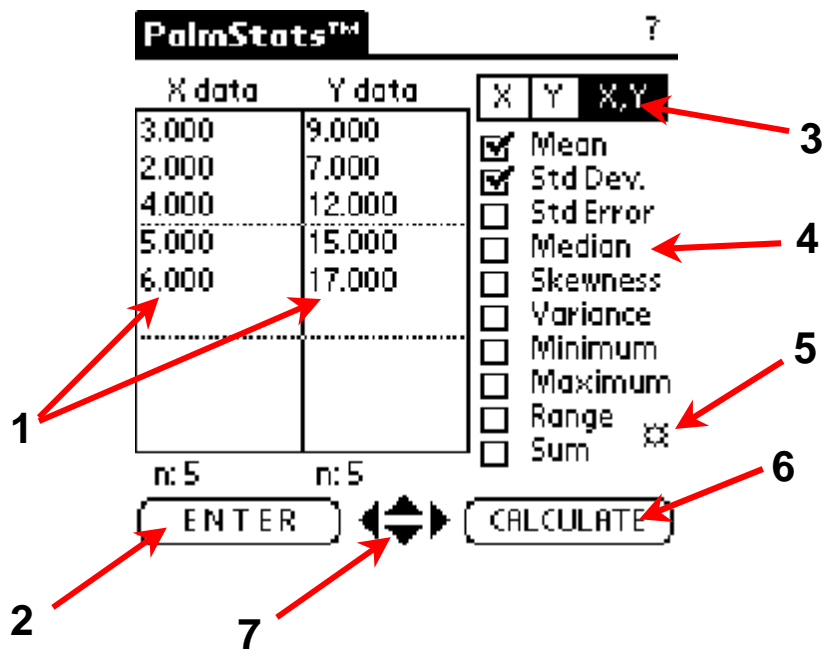 PalmStats™ ?
X data Y data X Y X,Y
3.000 9.000 Mean
2.000 7.000 Std Dev.
4.000 12.000 Std Error
5.000 15.000 Median
6.000 17.000 Skewness
Variance
Minimum
Maximum
Range
Sum
n: 5 n: 5
ENTER CALCULATE
1
2
3
4
5
6
7